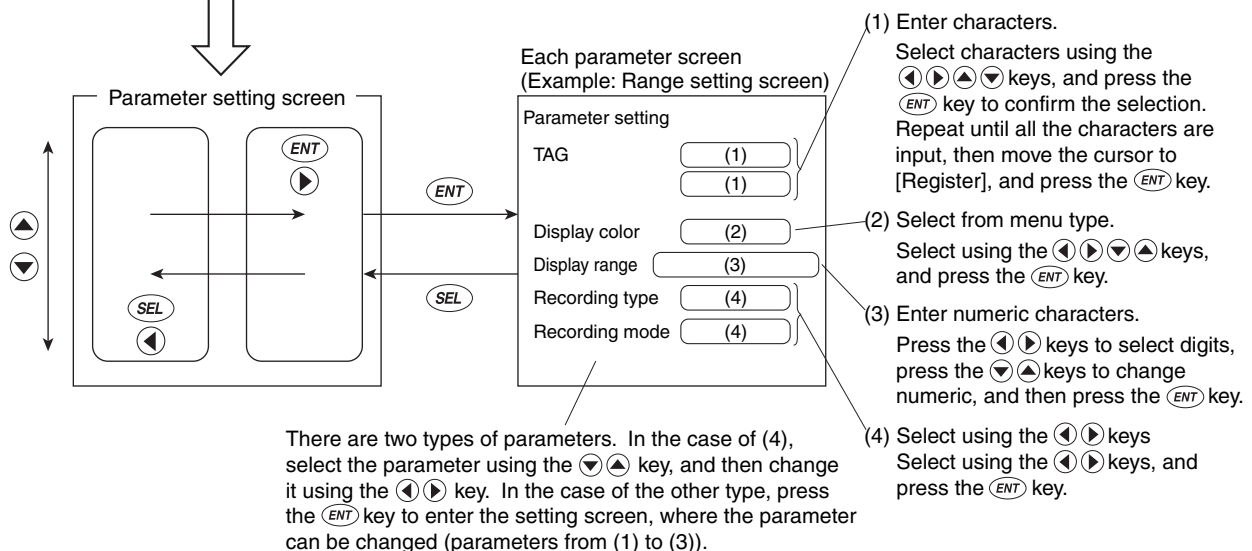 Parameter setting screen
ENT
SEL
ENT
SEL
Each parameter screen
(Example: Range setting screen)
Parameter setting
TAG (1)
(1)
Display color (2)
Display range (3)
Recording type (4)
Recording mode (4)
There are two types of parameters. In the case of (4),
select the parameter using the ▼▲ key, and then change
it using the ◀▶ key. In the case of the other type, press
the ENT key to enter the setting screen, where the parameter
can be changed (parameters from (1) to (3)).
(1) Enter characters.
Select characters using the
◀▶▲▼ keys, and press the
ENT key to confirm the selection.
Repeat until all the characters are
input, then move the cursor to
[Register], and press the ENT key.
(2) Select from menu type.
Select using the ◀▶▼▲ keys,
and press the ENT key.
(3) Enter numeric characters.
Press the ◀▶ keys to select digits,
press the ▼▲ keys to change
numeric, and then press the ENT key.
(4) Select using the ◀▶ keys
Select using the ◀▶ keys, and
press the ENT key.